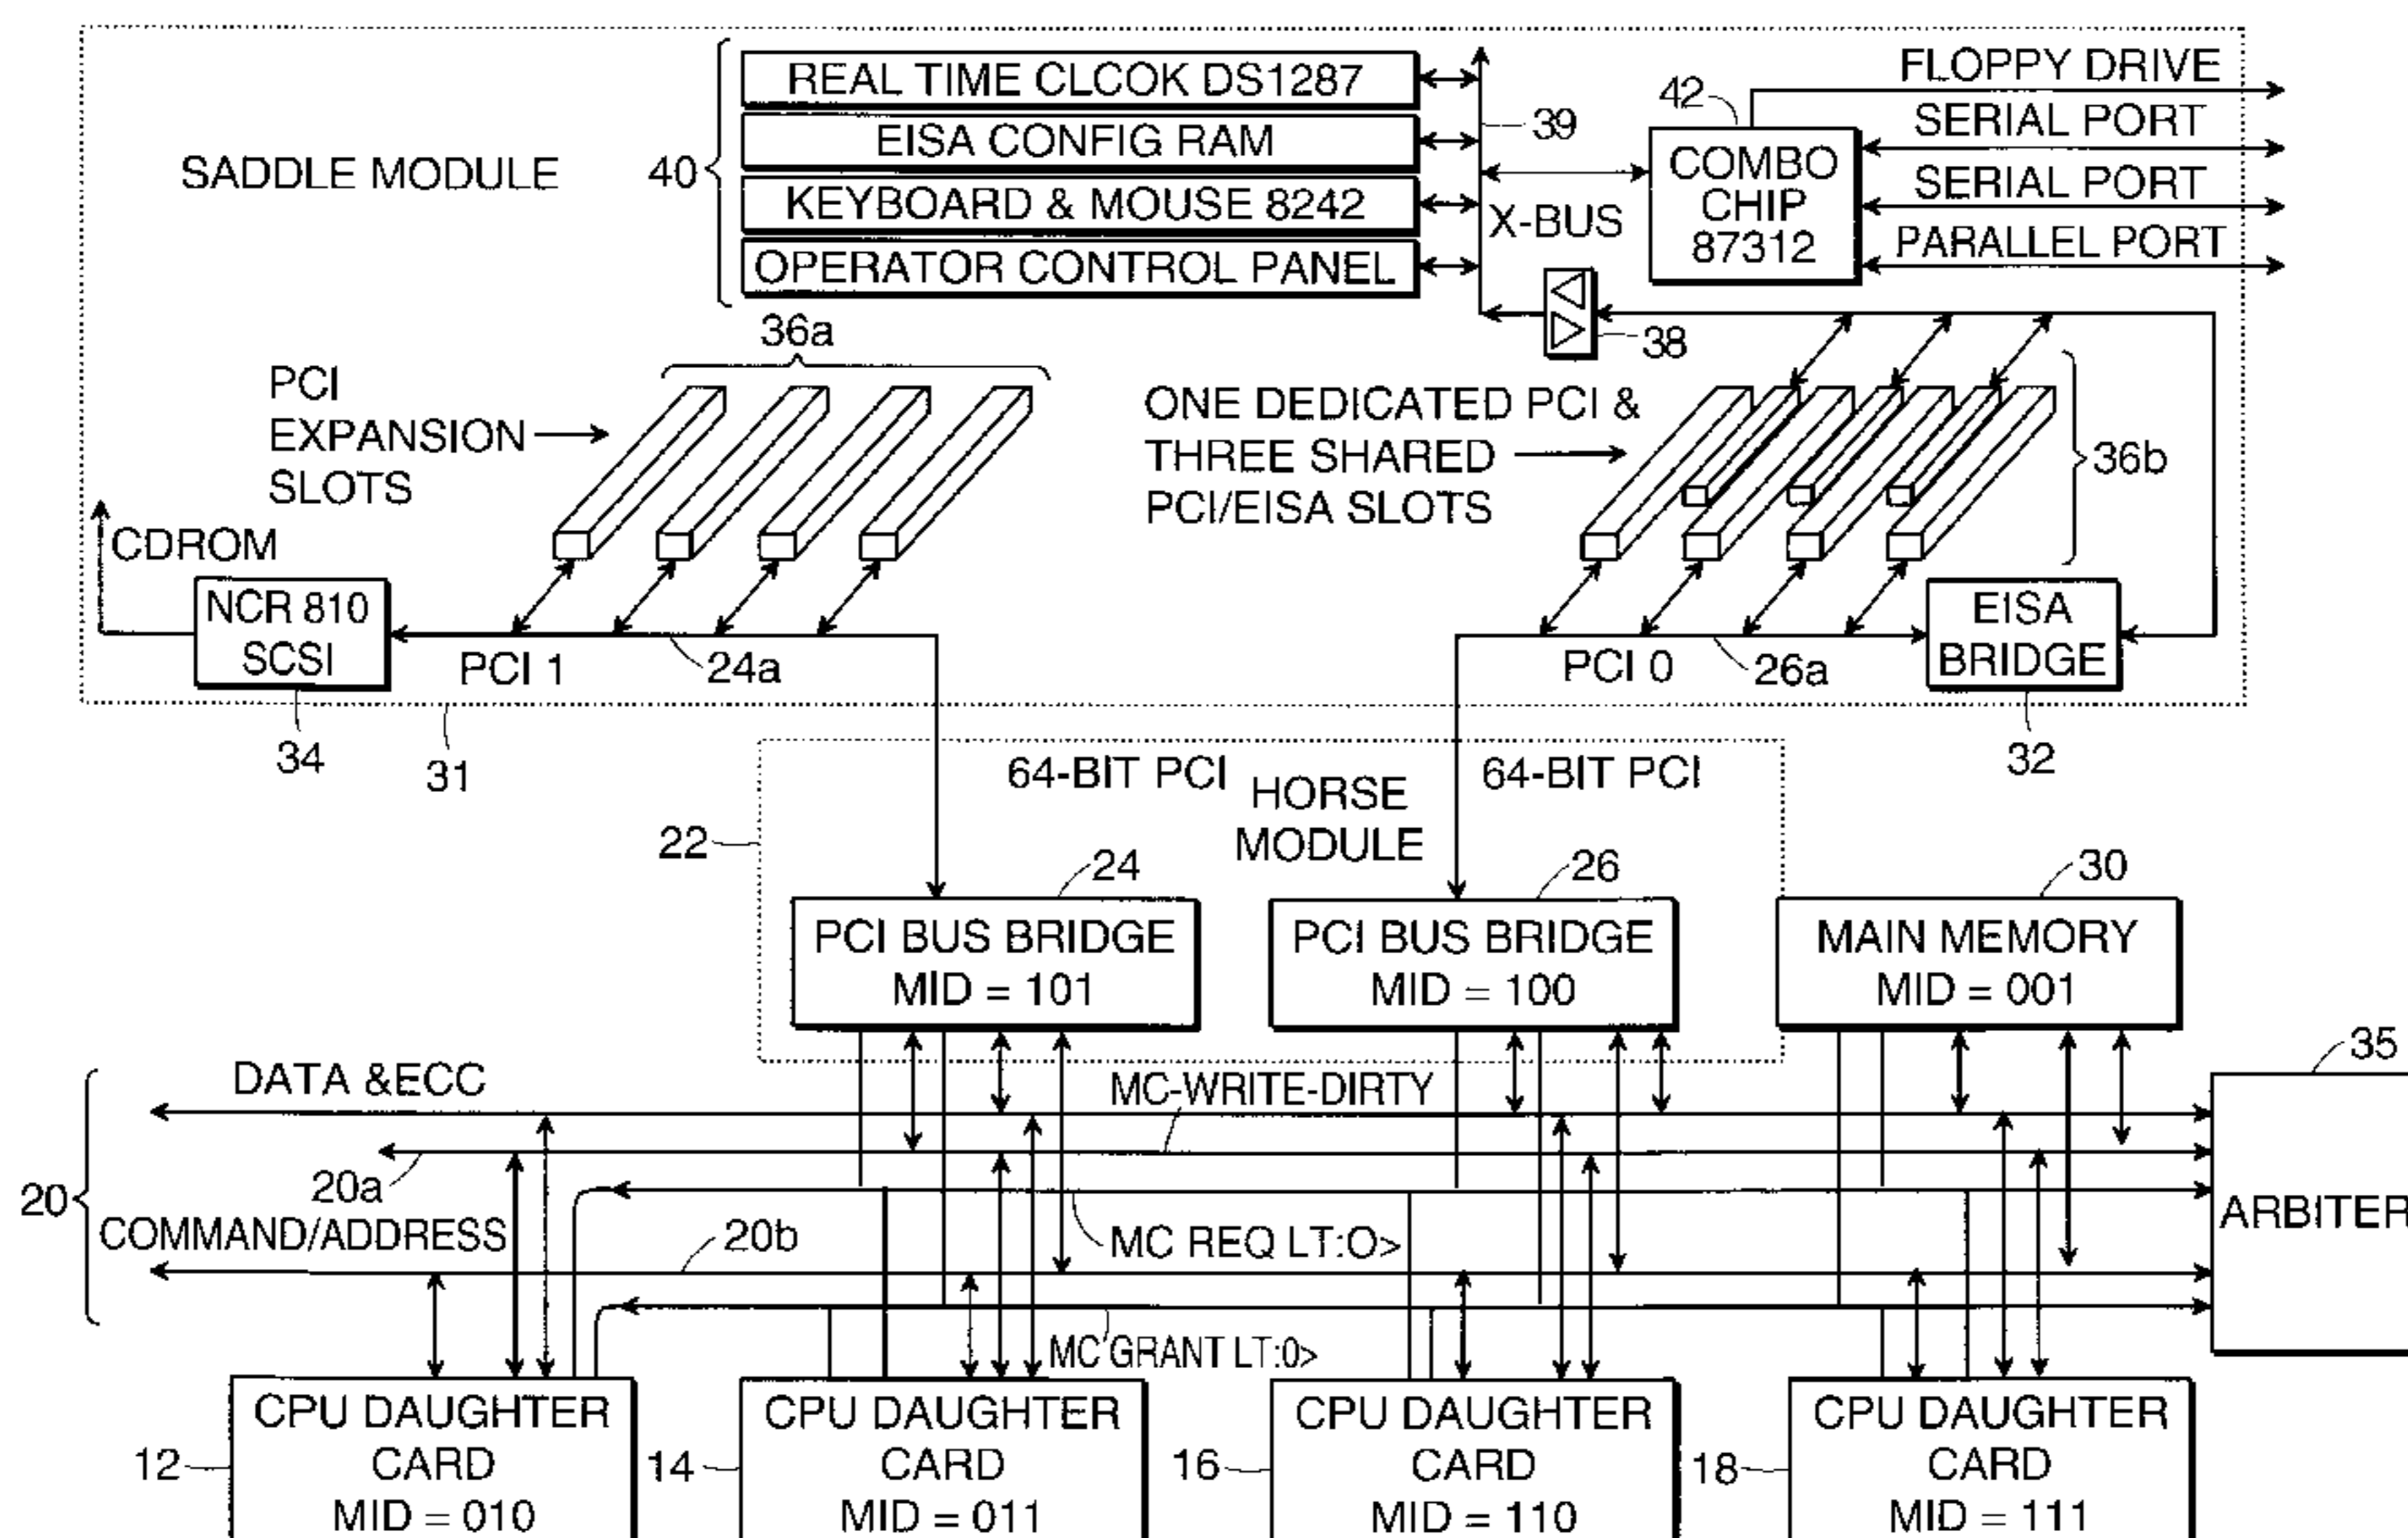 REAL TIME CLCOK DS1287
EISA CONFIG RAM
KEYBOARD & MOUSE 8242
OPERATOR CONTROL PANEL
40
SADDLE MODULE
39
X-BUS
42
COMBO
CHIP
87312
FLOPPY DRIVE
SERIAL PORT
SERIAL PORT
PARALLEL PORT
38
36a
PCI
EXPANSION
SLOTS
ONE DEDICATED PCI &
THREE SHARED
PCI/EISA SLOTS
36b
CDROM
NCR 810
SCSI
PCI 1
24a
PCI 0
26a
EISA
BRIDGE
34
31
32
64-BIT PCI
64-BIT PCI
HORSE
MODULE
22
24
26
30
PCI BUS BRIDGE
MID = 101
PCI BUS BRIDGE
MID = 100
MAIN MEMORY
MID = 001
35
DATA &ECC
MC-WRITE-DIRTY
20
20a
COMMAND/ADDRESS
20b
MC REQ LT:O>
ARBITER
MC GRANT LT:0>
12
CPU DAUGHTER
CARD
MID = 010
14
CPU DAUGHTER
CARD
MID = 011
16
CPU DAUGHTER
CARD
MID = 110
18
CPU DAUGHTER
CARD
MID = 111